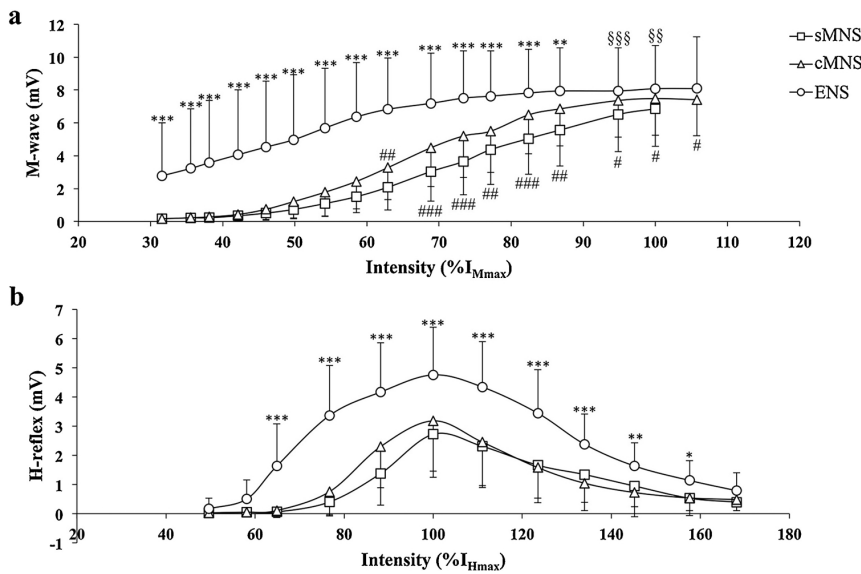 a
sMNS
cMNS
ENS
M-wave (mV)
12
10
8
6
4
2
0
*** *** *** *** *** *** *** *** *** *** *** *** *** ** §§§ §§
## ### ### ## ### ## # # #
20 30 40 50 60 70 80 90 100 110 120
Intensity (%I_Mmax)
b
H-reflex (mV)
7
6
5
4
3
2
1
0
-1
*** *** *** *** *** *** *** ** *
20 40 60 80 100 120 140 160 180
Intensity (%I_Hmax)